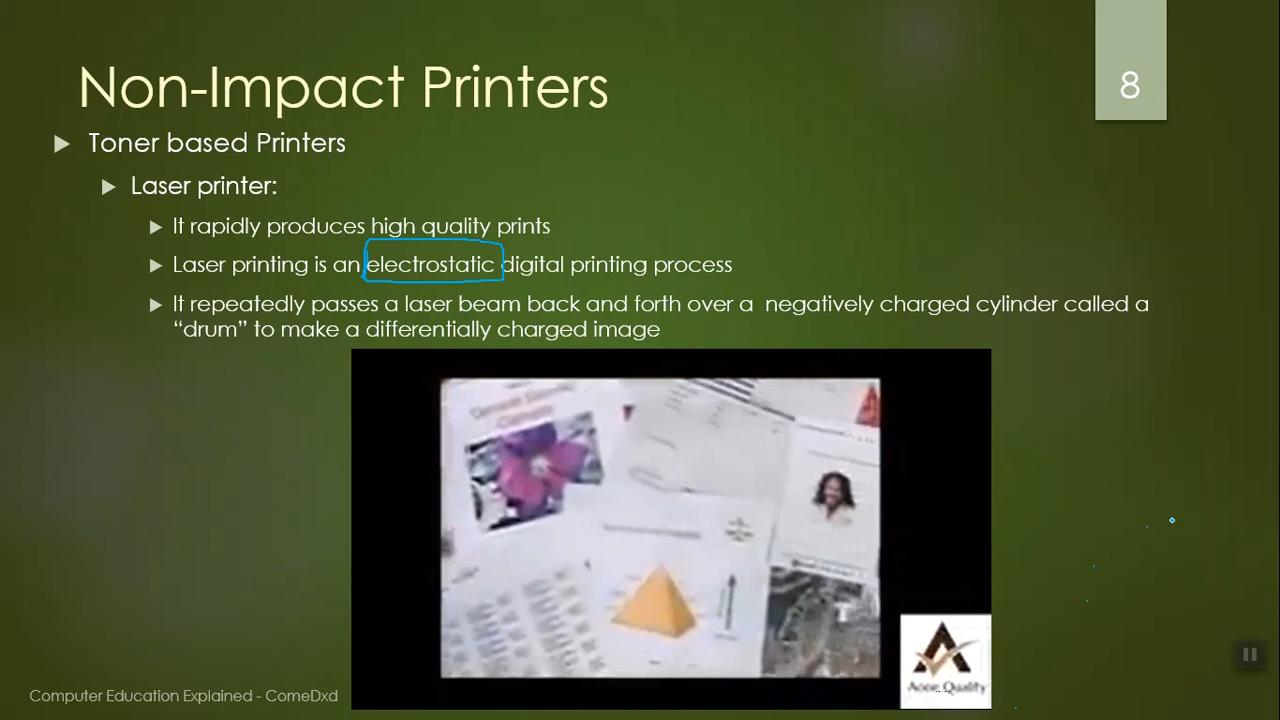 Non-Impact Printers
8
Toner based Printers
Laser printer:
It rapidly produces high quality prints
Laser printing is an electrostatic digital printing process
It repeatedly passes a laser beam back and forth over a negatively charged cylinder called a
“drum” to make a differentially charged image
Computer Education Explained - ComeDxd